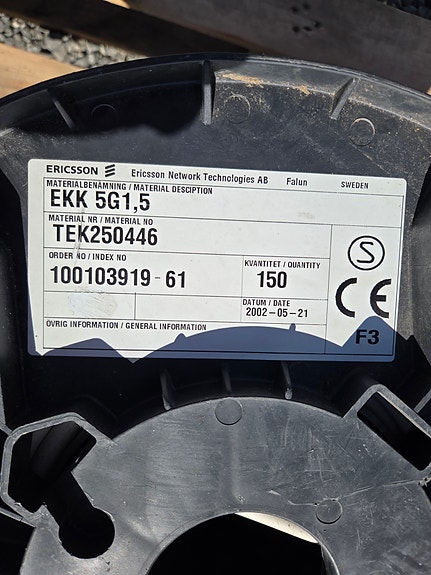 ERICSSON Ericsson Network Technologies AB Falun SWEDEN
MATERIALBENÄMNING / MATERIAL DESCIPTION
EKK 5G1,5
MATERIAL NR / MATERIAL NO
TEK250446
ORDER NO / INDEX NO KVANTITET / QUANTITY
100103919-61 150
DATUM / DATE
2002-05-21
ÖVRIG INFORMATION / GENERAL INFORMATION
S
CE
F3